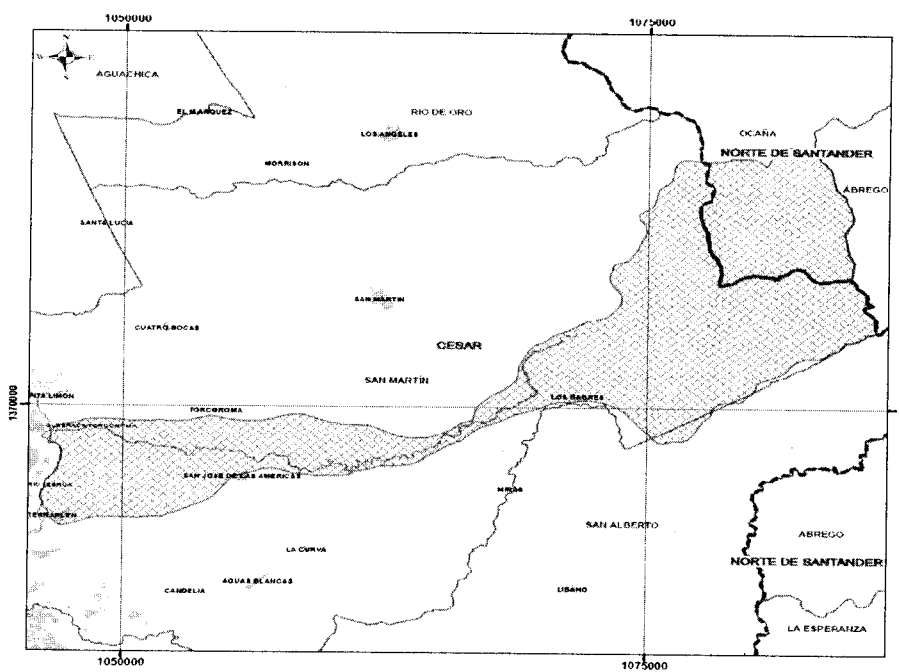 1050000
1075000
N
W
E
S
AGUACHICA
EL MARQUEZ
RIO DE ORO
LOS ANGELES
OCAÑA
MORRISON
NORTE DE SANTANDER
ÁBREGO
SANTA LUCIA
SAN MARTIN
CUATRO BOCAS
CESAR
SAN MARTÍN
1370000
TORCOROMA
LOS BAGRES
SAN JOSE DE LAS AMERICAS
MINAS
SAN ALBERTO
ABREGO
LA CURVA
NORTE DE SANTANDER
AGUAS BLANCAS
CANDELIA
LIBANO
LA ESPERANZA
1050000
1075000